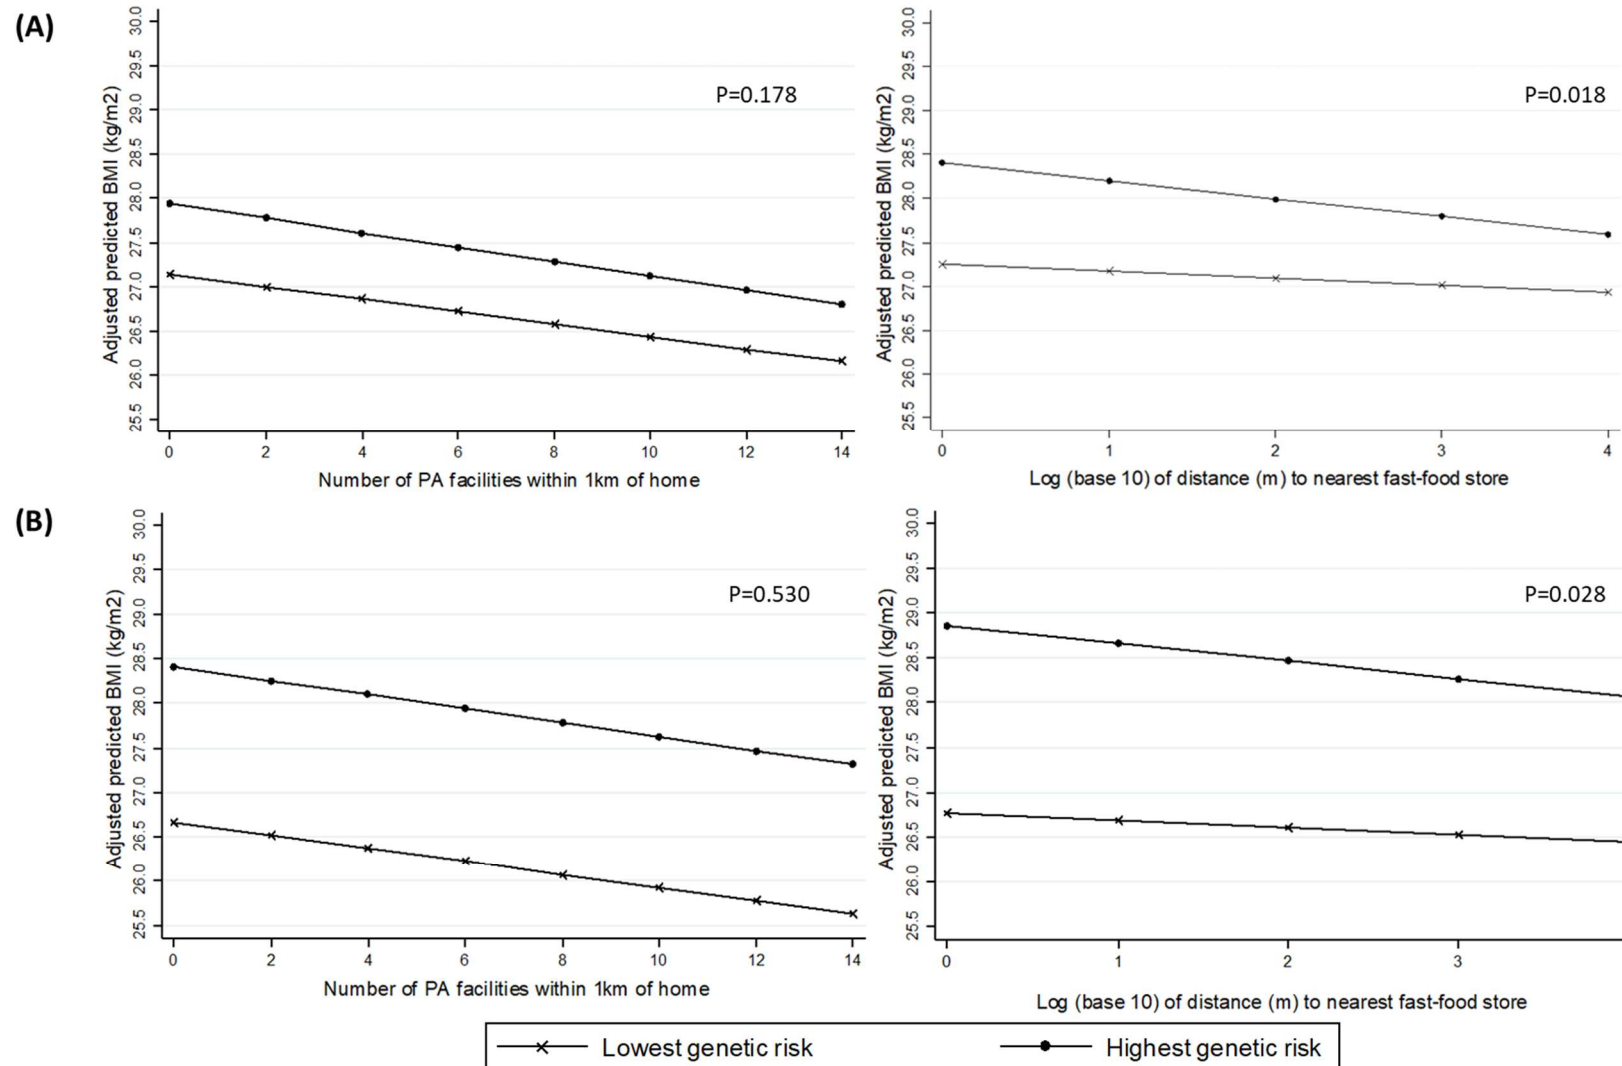 (A)
Adjusted predicted BMI (kg/m2)
30.0
29.5
29.0
28.5
28.0
27.5
27.0
26.5
26.0
25.5
P=0.178
0 2 4 6 8 10 12 14
Number of PA facilities within 1km of home
Adjusted predicted BMI (kg/m2)
30.0
29.5
29.0
28.5
28.0
27.5
27.0
26.5
26.0
25.5
P=0.018
0 1 2 3 4
Log (base 10) of distance (m) to nearest fast-food store
(B)
Adjusted predicted BMI (kg/m2)
30.0
29.5
29.0
28.5
28.0
27.5
27.0
26.5
26.0
25.5
P=0.530
0 2 4 6 8 10 12 14
Number of PA facilities within 1km of home
Adjusted predicted BMI (kg/m2)
30.0
29.5
29.0
28.5
28.0
27.5
27.0
26.5
26.0
25.5
P=0.028
0 1 2 3
Log (base 10) of distance (m) to nearest fast-food store
Lowest genetic risk Highest genetic risk